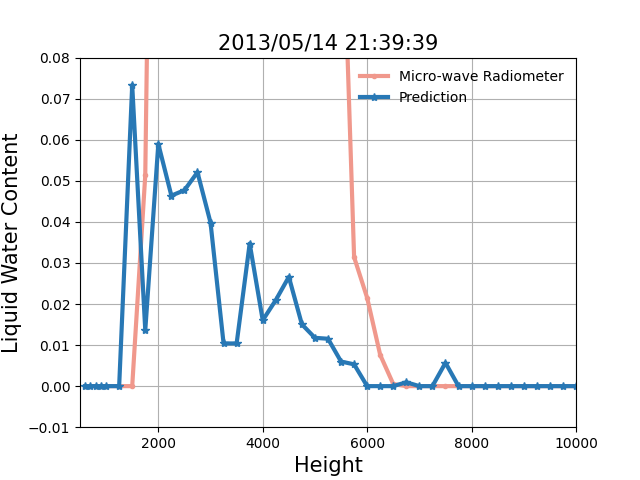 2013/05/14 21:39:39
Liquid Water Content
0.08
0.07
0.06
0.05
0.04
0.03
0.02
0.01
0.00
−0.01
Micro-wave Radiometer
Prediction
2000 4000 6000 8000 10000
Height